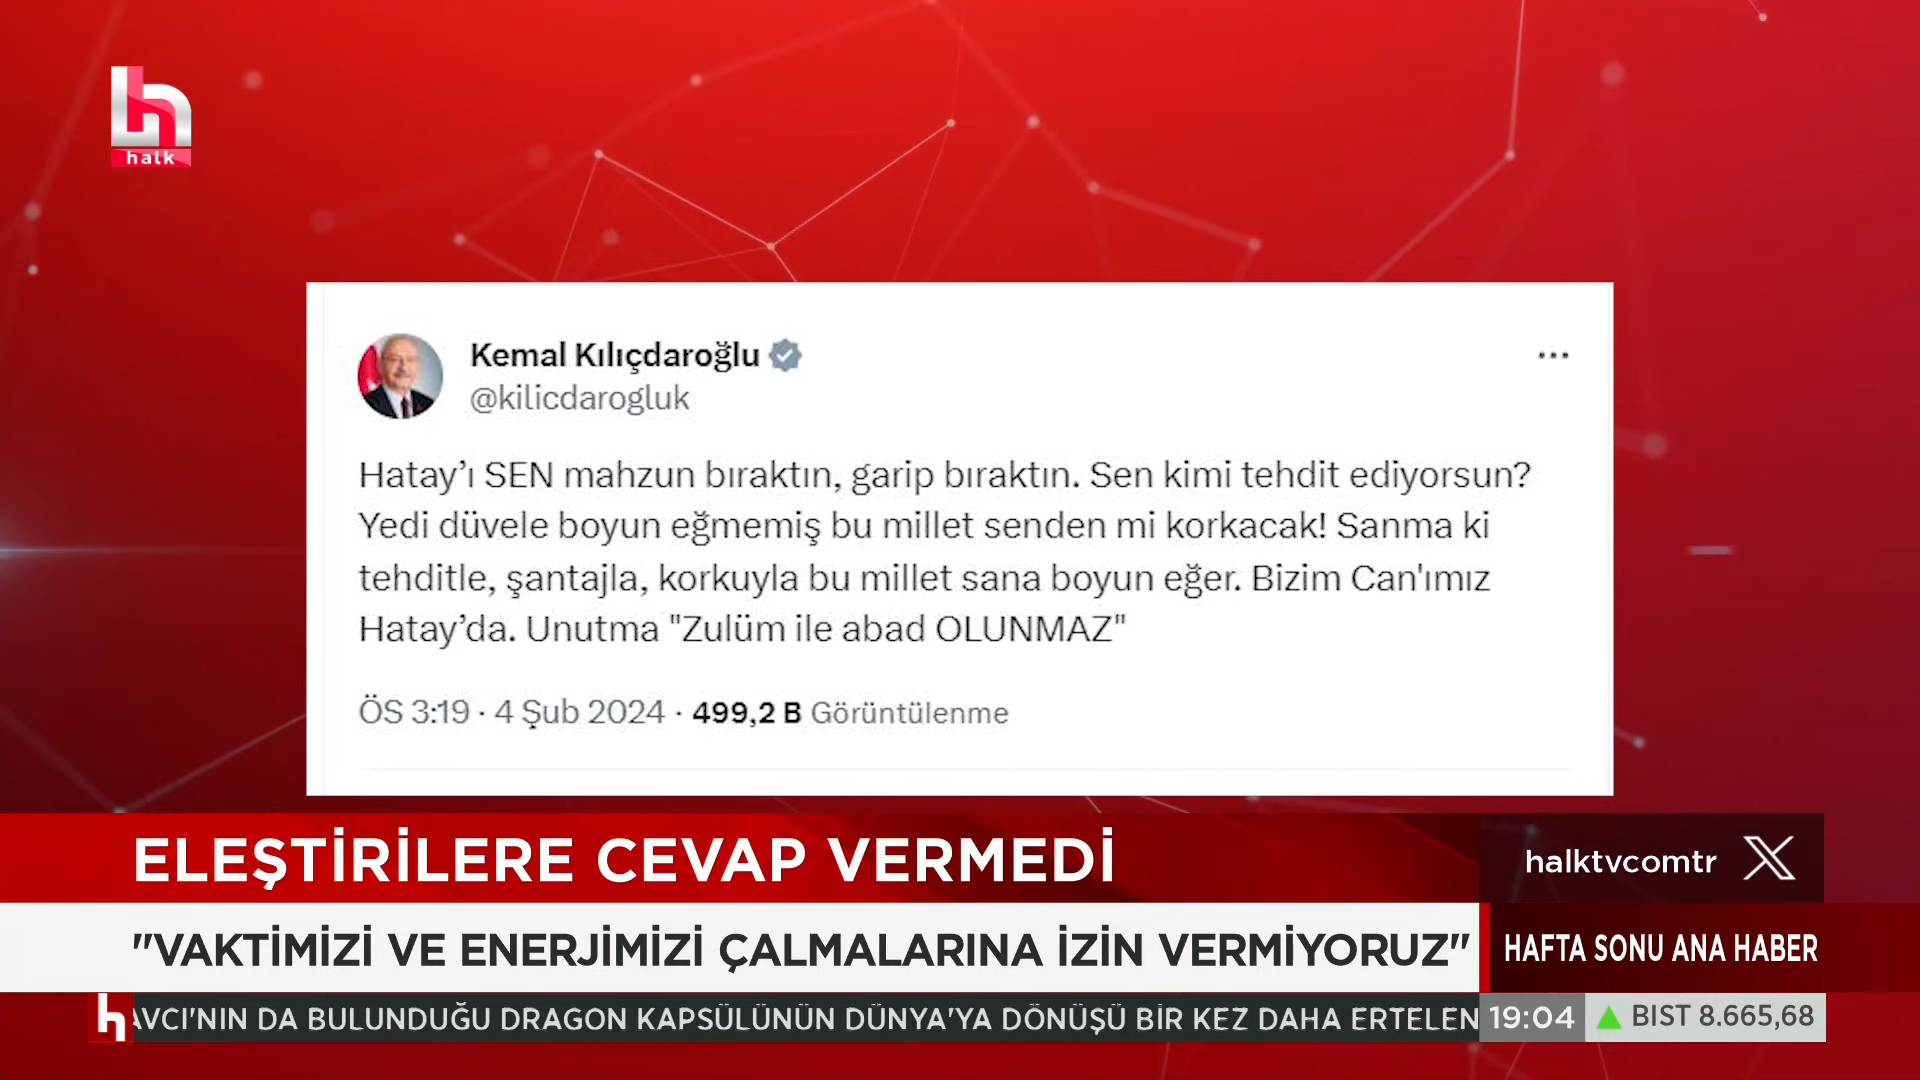 halk
Kemal Kılıçdaroğlu
@kilicdarogluk
Hatay’ı SEN mahzun bıraktın, garip bıraktın. Sen kimi tehdit ediyorsun?
Yedi düvele boyun eğmemiş bu millet senden mi korkacak! Sanma ki
tehditle, şantajla, korkuyla bu millet sana boyun eğer. Bizim Can'ımız
Hatay’da. Unutma "Zulüm ile abad OLUNMAZ"
ÖS 3:19 · 4 Şub 2024 · 499,2 B Görüntülenme
ELEŞTİRİLERE CEVAP VERMEDİ
halktvcomtr
"VAKTİMİZİ VE ENERJİMİZİ ÇALMALARINA İZİN VERMİYORUZ"
HAFTA SONU ANA HABER
AVCI'NIN DA BULUNDUĞU DRAGON KAPSÜLÜNÜN DÜNYA'YA DÖNÜŞÜ BİR KEZ DAHA ERTELEN
19:04
BIST 8.665,68